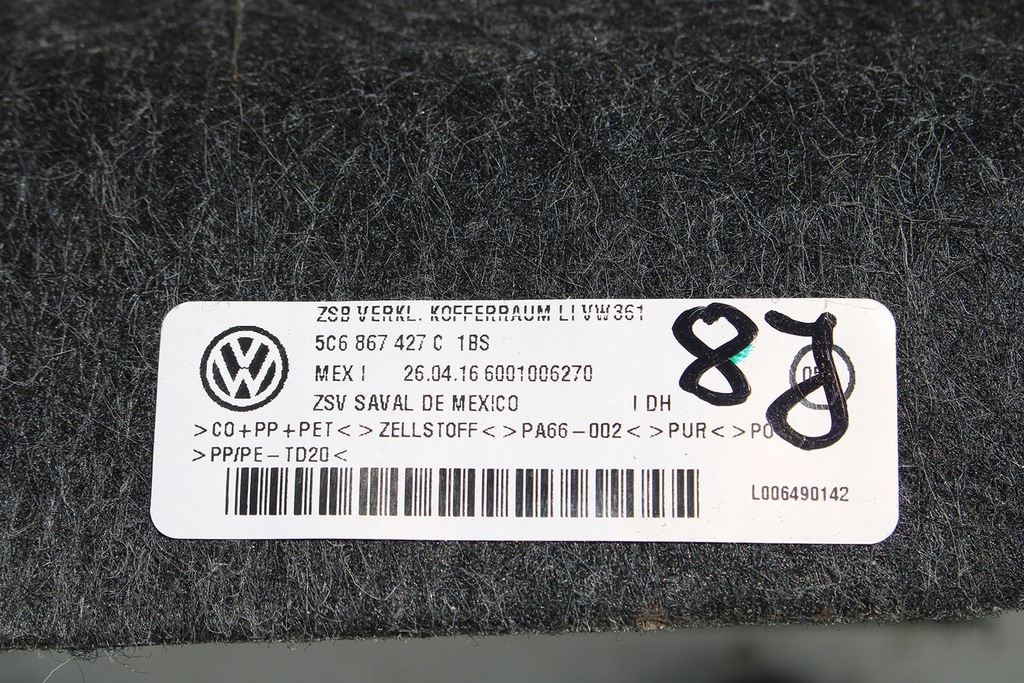 ZSB VERKL. KOFFERRAUM LI VW361
5C6 867 427 C 1BS
MEX I 26.04.16 6001006270
ZSV SAVAL DE MEXICO I DH
>CO+PP+PET< >ZELLSTOFF< >PA66-002< >PUR< >PO
>PP/PE-TD20<
L006490142